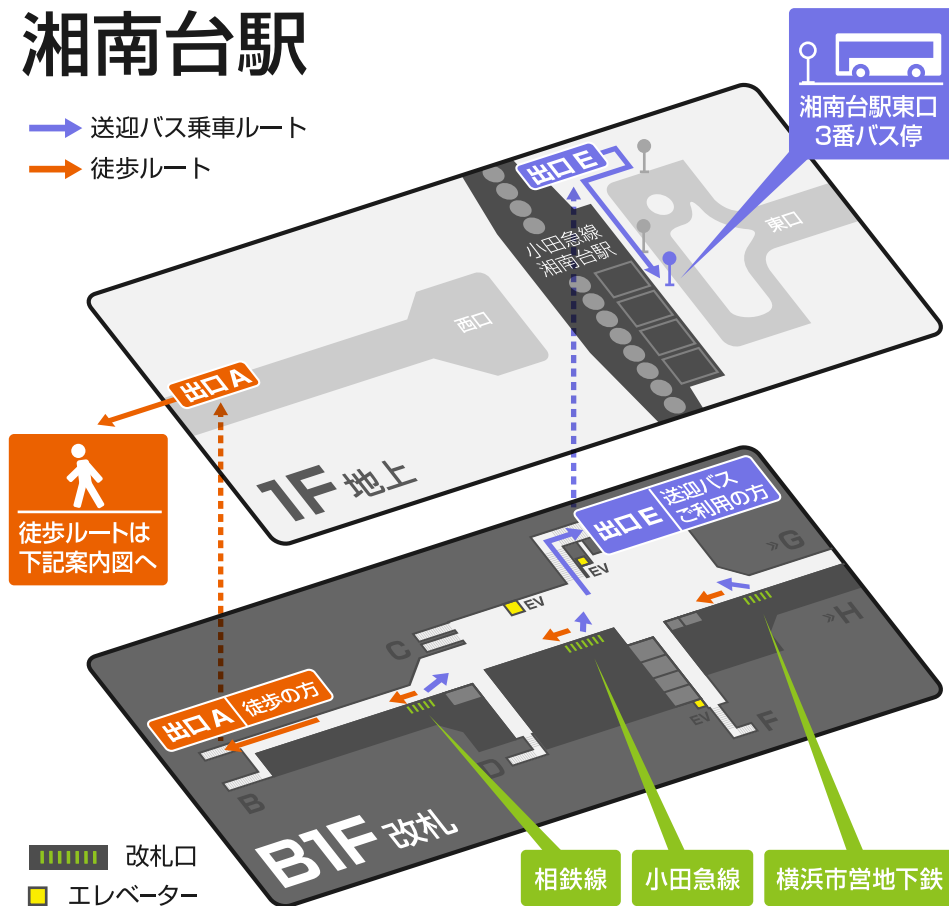 湘南台駅
送迎バス乗車ルート
徒歩ルート
湘南台駅東口
3番バス停
出口 E
小田急線
湘南台駅
東口
西口
出口 A
徒歩ルートは
下記案内図へ
1F 地上
出口 E
送迎バス
ご利用の方
G
EV
EV
H
C
出口 A
徒歩の方
EV
F
D
B
B1F 改札
改札口
エレベーター
相鉄線
小田急線
横浜市営地下鉄